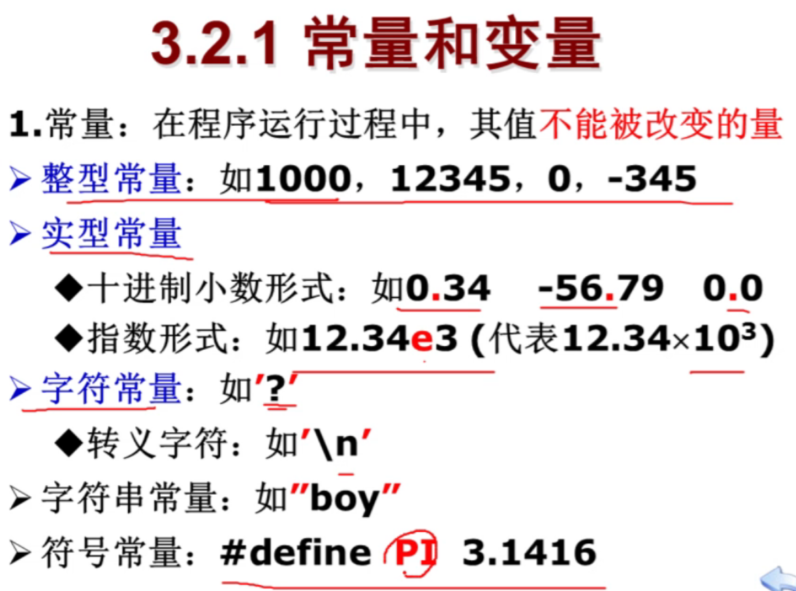 3.2.1 常量和变量
1.常量：在程序运行过程中，其值不能被改变的量
➢ 整型常量：如1000，12345，0，-345
➢ 实型常量
◆十进制小数形式：如0.34 -56.79 0.0
◆指数形式：如12.34e3 (代表12.34×10³)
➢ 字符常量：如′?′
◆转义字符：如′\n′
➢ 字符串常量：如″boy″
➢ 符号常量：#define PI 3.1416